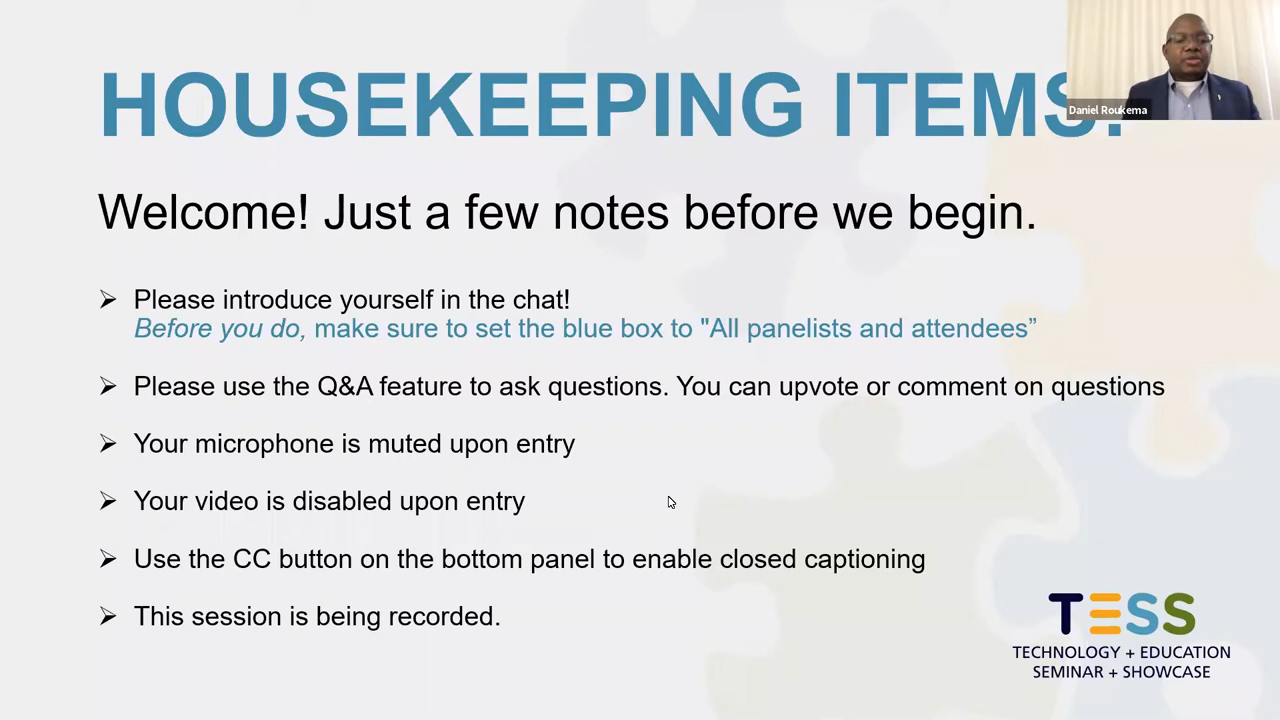 HOUSEKEEPING ITEMS!
Daniel Roukema
Welcome! Just a few notes before we begin.
Please introduce yourself in the chat!
Before you do, make sure to set the blue box to "All panelists and attendees”
Please use the Q&A feature to ask questions. You can upvote or comment on questions
Your microphone is muted upon entry
Your video is disabled upon entry
Use the CC button on the bottom panel to enable closed captioning
This session is being recorded.
TESS
TECHNOLOGY + EDUCATION
SEMINAR + SHOWCASE